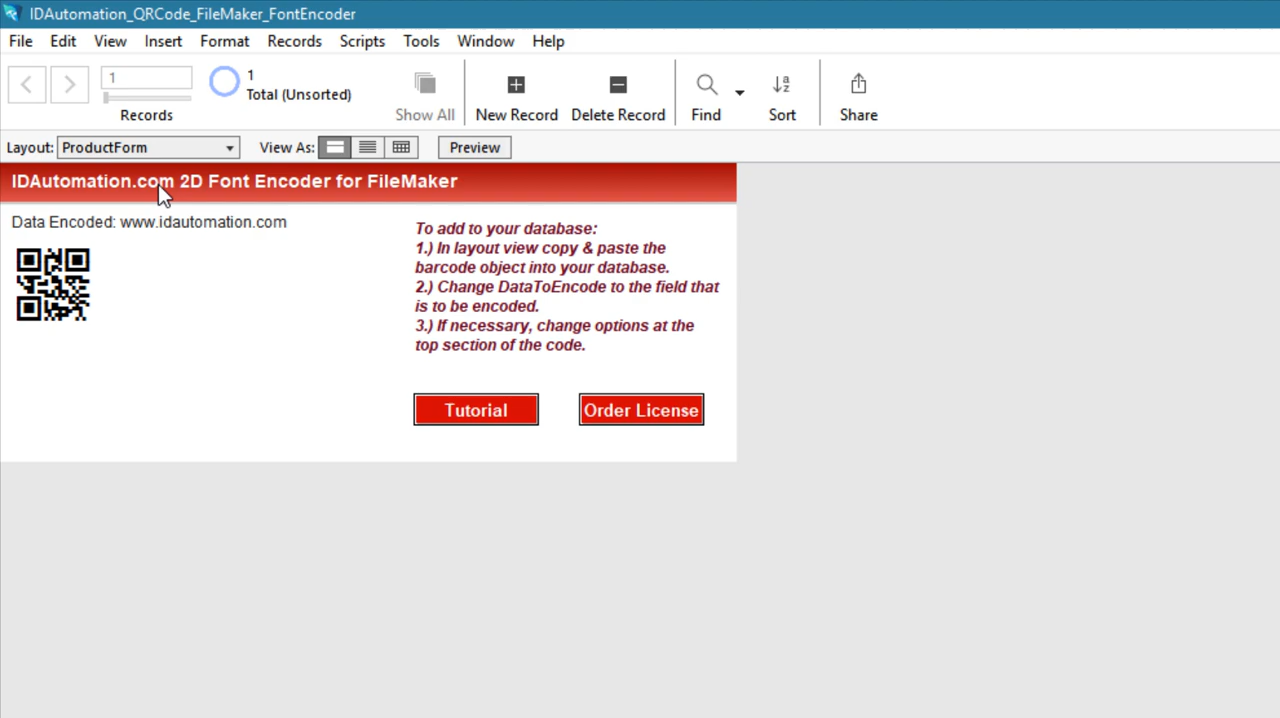 IDAutomation_QRCode_FileMaker_FontEncoder
File Edit View Insert Format Records Scripts Tools Window Help
1
1
Total (Unsorted)
Records
Show All
New Record
Delete Record
Find
Sort
Share
Layout: ProductForm
View As:
Preview
IDAutomation.com 2D Font Encoder for FileMaker
Data Encoded: www.idautomation.com
To add to your database:
1.) In layout view copy & paste the
barcode object into your database.
2.) Change DataToEncode to the field that
is to be encoded.
3.) If necessary, change options at the
top section of the code.
Tutorial
Order License